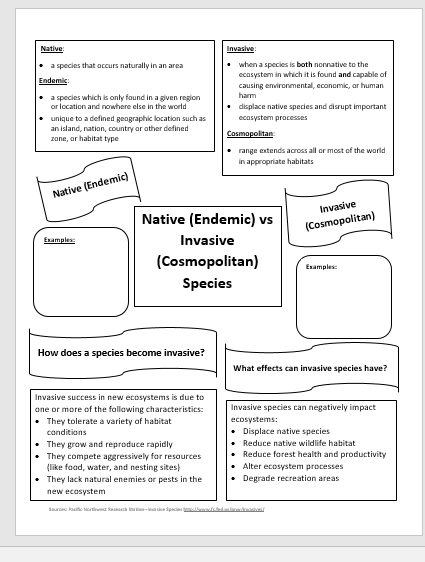 Native:
• a species that occurs naturally in an area
Endemic:
• a species which is only found in a given region
or location and nowhere else in the world
• unique to a defined geographic location such as
an island, nation, country or other defined
zone, or habitat type
Invasive:
• when a species is both nonnative to the
ecosystem in which it is found and capable of
causing environmental, economic, or human
harm
• displace native species and disrupt important
ecosystem processes
Cosmopolitan:
• range extends across all or most of the world
in appropriate habitats
Native (Endemic)
Native (Endemic) vs
Invasive
(Cosmopolitan)
Species
Invasive
(Cosmopolitan)
Examples:
Examples:
How does a species become invasive?
What effects can invasive species have?
Invasive success in new ecosystems is due to
one or more of the following characteristics:
• They tolerate a variety of habitat
conditions
• They grow and reproduce rapidly
• They compete aggressively for resources
(like food, water, and nesting sites)
• They lack natural enemies or pests in the
new ecosystem
Invasive species can negatively impact
ecosystems:
• Displace native species
• Reduce native wildlife habitat
• Reduce forest health and productivity
• Alter ecosystem processes
• Degrade recreation areas
Sources: Pacific Northwest Research Station—Invasive Species